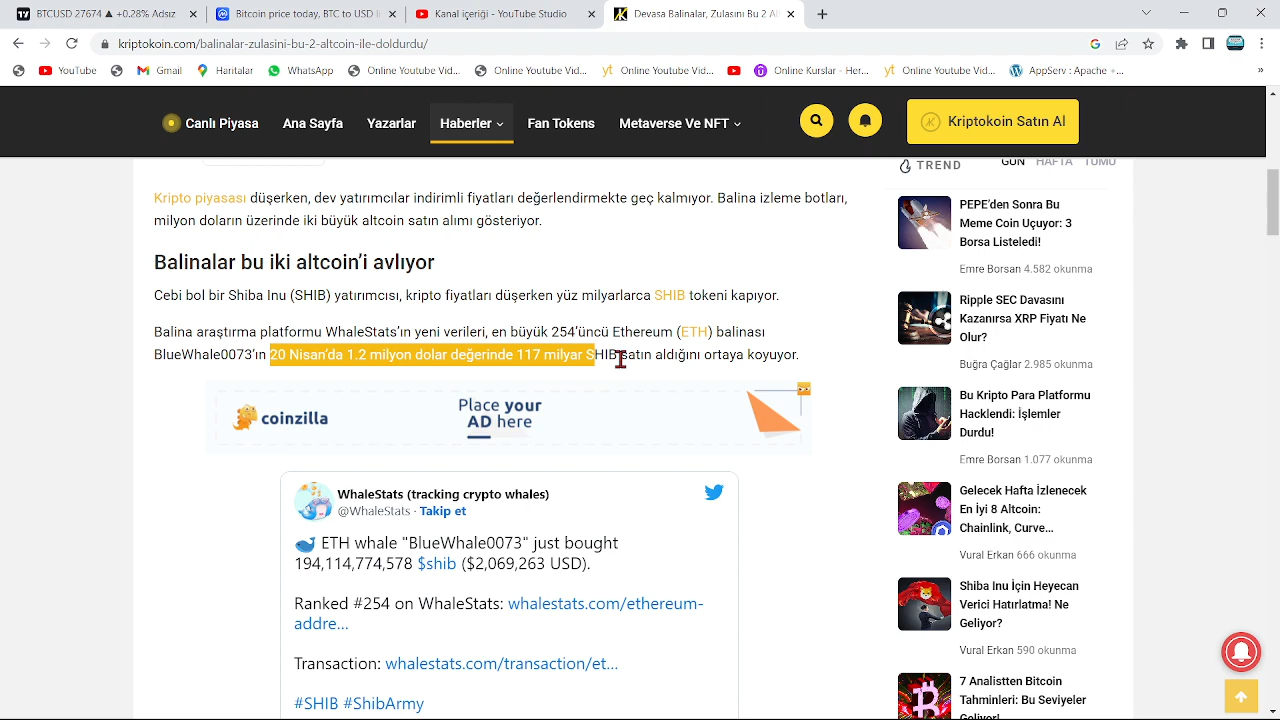 BTCUSD 27674 ▲ +0.28% Adsız
Bitcoin price today, BTC to USD li
Kanal İçeriği - YouTube Studio
Devasa Balinalar, Zulasını Bu 2 Al
kriptokoin.com/balinalar-zulasini-bu-2-altcoin-ile-doldurdu/
YouTube
Gmail
Haritalar
WhatsApp
Online Youtube Vid...
Online Youtube Vid...
yt Online Youtube Vid...
Online Kurslar - Her...
yt Online Youtube Vid...
AppServ : Apache +...
»
Canlı Piyasa
Ana Sayfa
Yazarlar
Haberler
Fan Tokens
Metaverse Ve NFT
Kriptokoin Satın Al
Kripto piyasası düşerken, dev yatırımcılar indirimli fiyatları değerlendirmekte geç kalmıyor. Balina izleme botları,
milyon doların üzerinde iki büyük altcoin satın alım gösteriyor.
Balinalar bu iki altcoin’i avlıyor
Cebi bol bir Shiba Inu (SHIB) yatırımcısı, kripto fiyatları düşerken yüz milyarlarca SHIB tokeni kapıyor.
Balina araştırma platformu WhaleStats’ın yeni verileri, en büyük 254’üncü Ethereum (ETH) balinası
BlueWhale0073’ın 20 Nisan’da 1.2 milyon dolar değerinde 117 milyar SHIB satın aldığını ortaya koyuyor.
coinzilla
Place your
AD here
WhaleStats (tracking crypto whales)
@WhaleStats · Takip et
ETH whale "BlueWhale0073" just bought
194,114,774,578 $shib ($2,069,263 USD).
Ranked #254 on WhaleStats: whalestats.com/ethereum-
addre...
Transaction: whalestats.com/transaction/et...
#SHIB #ShibArmy
TREND
GÜN HAFTA TÜMÜ
PEPE’den Sonra Bu
Meme Coin Uçuyor: 3
Borsa Listeledi!
Emre Borsan 4.582 okunma
Ripple SEC Davasını
Kazanırsa XRP Fiyatı Ne
Olur?
Buğra Çağlar 2.985 okunma
Bu Kripto Para Platformu
Hacklendi: İşlemler
Durdu!
Emre Borsan 1.077 okunma
Gelecek Hafta İzlenecek
En İyi 8 Altcoin:
Chainlink, Curve...
Vural Erkan 666 okunma
Shiba Inu İçin Heyecan
Verici Hatırlatma! Ne
Geliyor?
Vural Erkan 590 okunma
7 Analistten Bitcoin
Tahminleri: Bu Seviyeler
Geliyor!